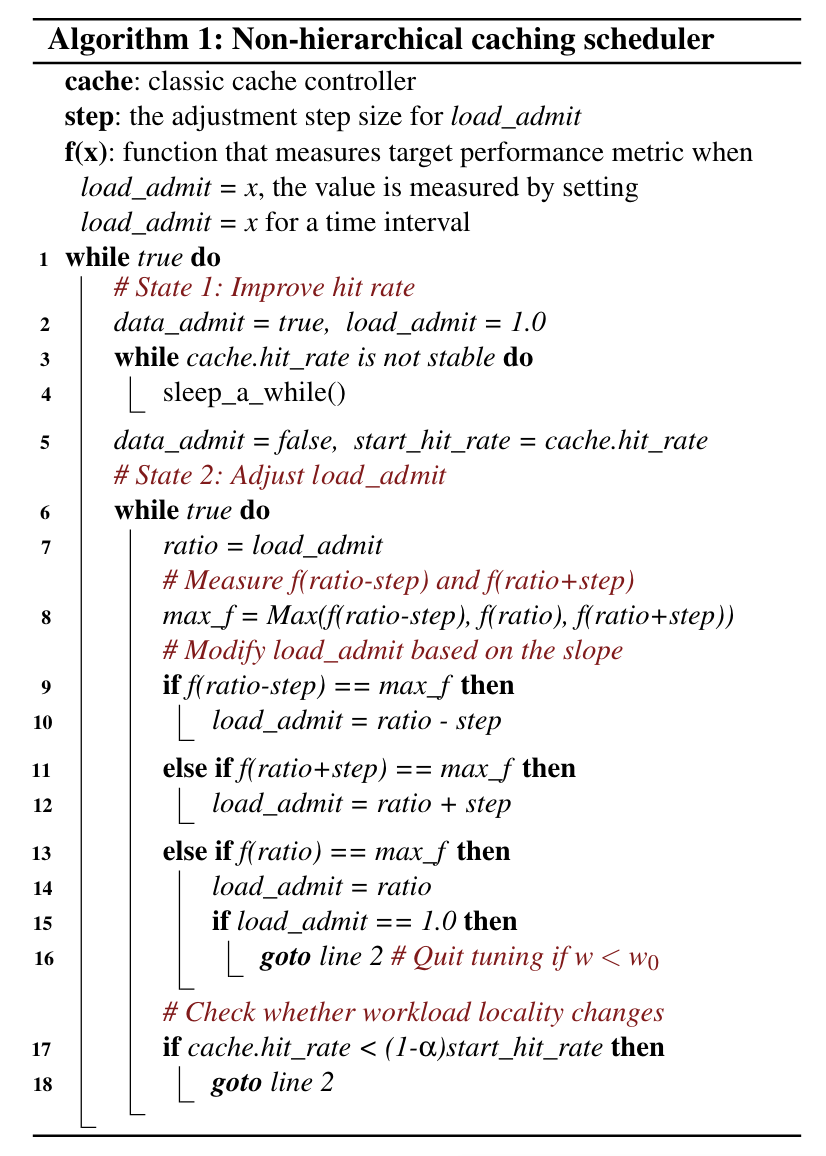 Algorithm 1: Non-hierarchical caching scheduler
cache: classic cache controller
step: the adjustment step size for load_admit
f(x): function that measures target performance metric when
load_admit = x, the value is measured by setting
load_admit = x for a time interval
1 while true do
# State 1: Improve hit rate
2 data_admit = true, load_admit = 1.0
3 while cache.hit_rate is not stable do
4 sleep_a_while()
5 data_admit = false, start_hit_rate = cache.hit_rate
# State 2: Adjust load_admit
6 while true do
7 ratio = load_admit
# Measure f(ratio-step) and f(ratio+step)
8 max_f = Max(f(ratio-step), f(ratio), f(ratio+step))
# Modify load_admit based on the slope
9 if f(ratio-step) == max_f then
10 load_admit = ratio - step
11 else if f(ratio+step) == max_f then
12 load_admit = ratio + step
13 else if f(ratio) == max_f then
14 load_admit = ratio
15 if load_admit == 1.0 then
16 goto line 2 # Quit tuning if w < w₀
# Check whether workload locality changes
17 if cache.hit_rate < (1-α)start_hit_rate then
18 goto line 2